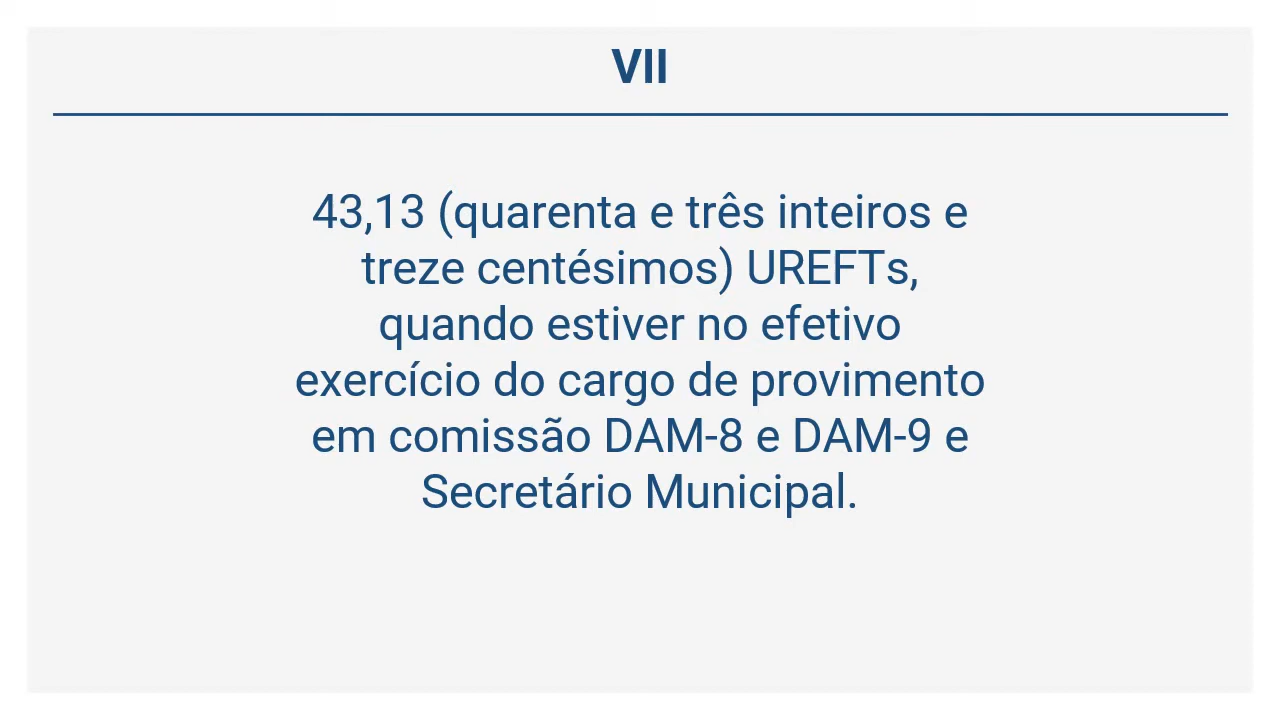 VII
43,13 (quarenta e três inteiros e
treze centésimos) UREFTs,
quando estiver no efetivo
exercício do cargo de provimento
em comissão DAM-8 e DAM-9 e
Secretário Municipal.